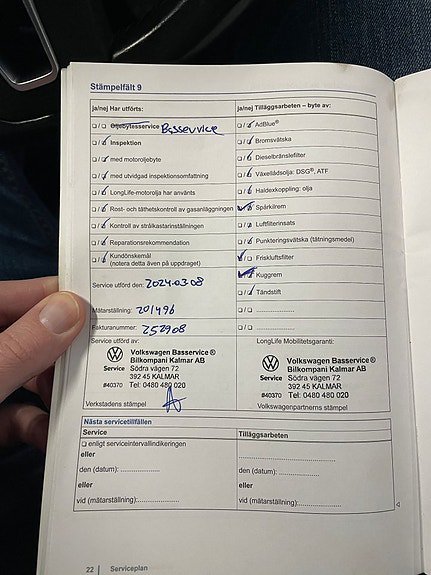 Stämpelfält 9
ja/nej Har utförts:
ja/nej Tilläggsarbeten – byte av:
Oljebytesservice Basservice
Inspektion
med motoroljebyte
med utvidgad inspektionsomfattning
LongLife-motorolja har använts
Rost- och täthetskontroll av gasanläggningen
Kontroll av strålkastarinställningen
Reparationsrekommendation
Kundönskemål
(notera detta även på uppdraget)
AdBlue®
Bromsvätska
Dieselbränslefilter
Växellådsolja: DSG®, ATF
Haldexkoppling: olja
Spårkilrem
Luftfilterinsats
Punkteringsvätska (tätningsmedel)
Friskluftsfilter
Kuggrem
Tändstift
Service utförd den: 2024-03-08
Mätarställning: 201496
Fakturanummer: 252908
Service utförd av:
Volkswagen Basservice®
Bilkompani Kalmar AB
Service Södra vägen 72
392 45 KALMAR
#40370 Tel: 0480 480 020
Verkstadens stämpel
LongLife Mobilitetsgaranti:
Volkswagen Basservice®
Bilkompani Kalmar AB
Service Södra vägen 72
392 45 KALMAR
#40370 Tel: 0480 480 020
Volkswagenpartnerns stämpel
Nästa servicetillfällen
Service
Tilläggsarbeten:
enligt serviceintervallindikeringen
eller
den (datum): ....................
eller
vid (mätarställning):....................
....................
den (datum): ....................
eller
vid (mätarställning):....................
22 | Serviceplan